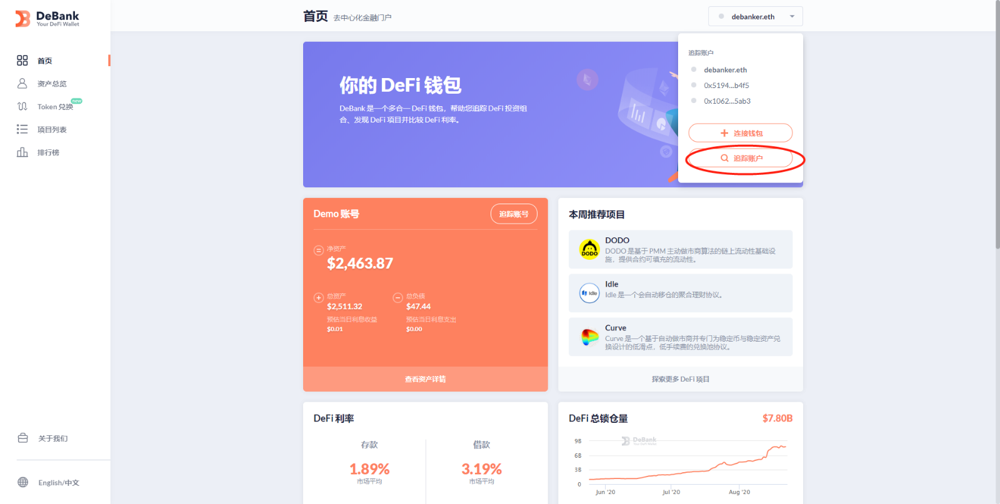 DeBank
Your DeFi Wallet
首页
资产总览
Token 兑换
new
项目列表
排行榜
关于我们
English/中文
首页 去中心化金融门户
debanker.eth
追踪账户
debanker.eth
0x5194...b4f5
0x1062...5ab3
连接钱包
追踪账户
你的 DeFi 钱包
DeBank 是一个多合一 DeFi 钱包，帮助您追踪 DeFi 投资组
合、发现 DeFi 项目并比较 DeFi 利率。
Demo 账号
追踪账号
净资产
$2,463.87
总资产
$2,511.32
预估当日利息收益
$0.01
总负债
$47.44
预估当日利息支出
$0.00
查看资产详情
本周推荐项目
DODO
DODO
DODO 是基于 PMM 主动做市商算法的链上流动性基础设
施，提供合约可填充的流动性。
Idle
Idle
Idle 是一个会自动移仓的聚合理财协议。
Curve
Curve 是一个基于自动做市商并专门为稳定币与稳定资产兑
换设计的低滑点，低手续费的兑换池协议。
探索更多 DeFi 项目
DeFi 利率
存款
1.89%
市场平均
借款
3.19%
市场平均
DeFi 总锁仓量
$7.80B
DeBank
Your DeFi Wallet
9B
6B
3B
0
Jun '20
Jul '20
Aug '20